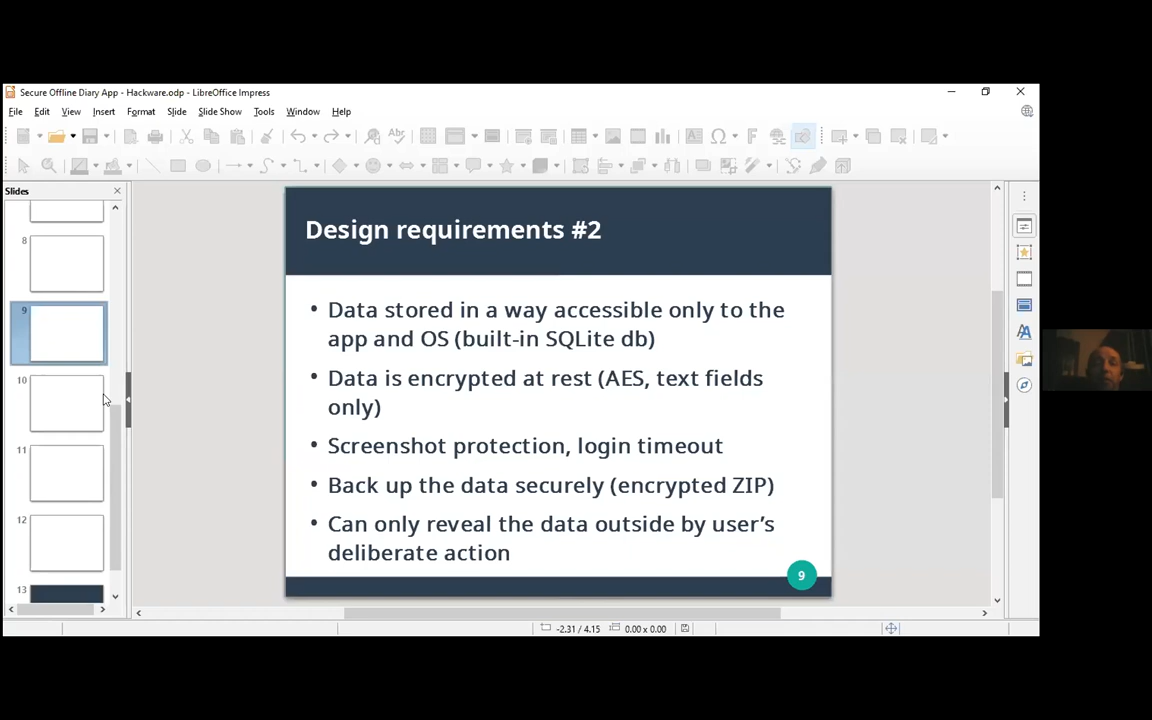 Secure Offline Diary App - Hackware.odp - LibreOffice Impress
File Edit View Insert Format Slide Slide Show Tools Window Help
Slides
8
9
10
11
12
13
Design requirements #2
• Data stored in a way accessible only to the
app and OS (built-in SQLite db)
• Data is encrypted at rest (AES, text fields
only)
• Screenshot protection, login timeout
• Back up the data securely (encrypted ZIP)
• Can only reveal the data outside by user’s
deliberate action
9
-2.31 / 4.15 0.00 x 0.00